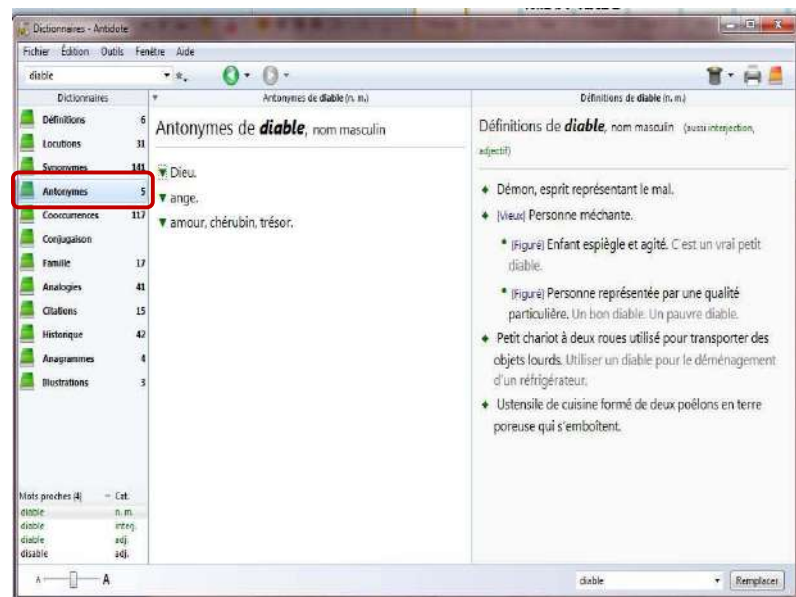 Dictionnaires - Antidote
Fichier Édition Outils Fenêtre Aide
diable
Dictionnaires
Définitions 6
Locutions 31
Synonymes 141
Antonymes 5
Cooccurrences 117
Conjugaison
Famille 17
Analogies 41
Citations 15
Historique 42
Anagrammes 4
Illustrations 3
Mots proches (4) Cat.
diable n. m.
diable interj.
diable adj.
disable adj.
A A
Antonymes de diable (n. m.)
Antonymes de diable, nom masculin
Dieu.
ange.
amour, chérubin, trésor.
Définitions de diable (n. m.)
Définitions de diable, nom masculin (aussi interjection,
adjectif)
Démon, esprit représentant le mal.
[Vieux] Personne méchante.
[Figuré] Enfant espiègle et agité. C'est un vrai petit
diable.
[Figuré] Personne représentée par une qualité
particulière. Un bon diable. Un pauvre diable.
Petit chariot à deux roues utilisé pour transporter des
objets lourds. Utiliser un diable pour le déménagement
d'un réfrigérateur.
Ustensile de cuisine formé de deux poêlons en terre
poreuse qui s'emboîtent.
diable
Remplacer